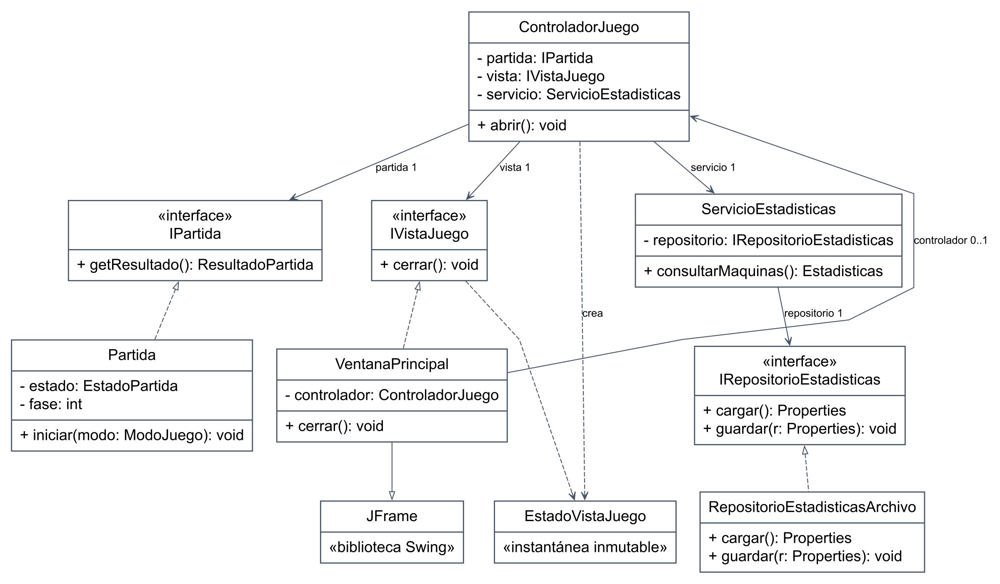 ControladorJuego
- partida: IPartida
- vista: IVistaJuego
- servicio: ServicioEstadisticas
+ abrir(): void
partida 1
vista 1
servicio 1
«interface»
IPartida
+ getResultado(): ResultadoPartida
«interface»
IVistaJuego
+ cerrar(): void
ServicioEstadisticas
- repositorio: IRepositorioEstadisticas
+ consultarMaquinas(): Estadisticas
controlador 0..1
crea
repositorio 1
Partida
- estado: EstadoPartida
- fase: int
+ iniciar(modo: ModoJuego): void
VentanaPrincipal
- controlador: ControladorJuego
+ cerrar(): void
«interface»
IRepositorioEstadisticas
+ cargar(): Properties
+ guardar(r: Properties): void
JFrame
«biblioteca Swing»
EstadoVistaJuego
«instantánea inmutable»
RepositorioEstadisticasArchivo
+ cargar(): Properties
+ guardar(r: Properties): void